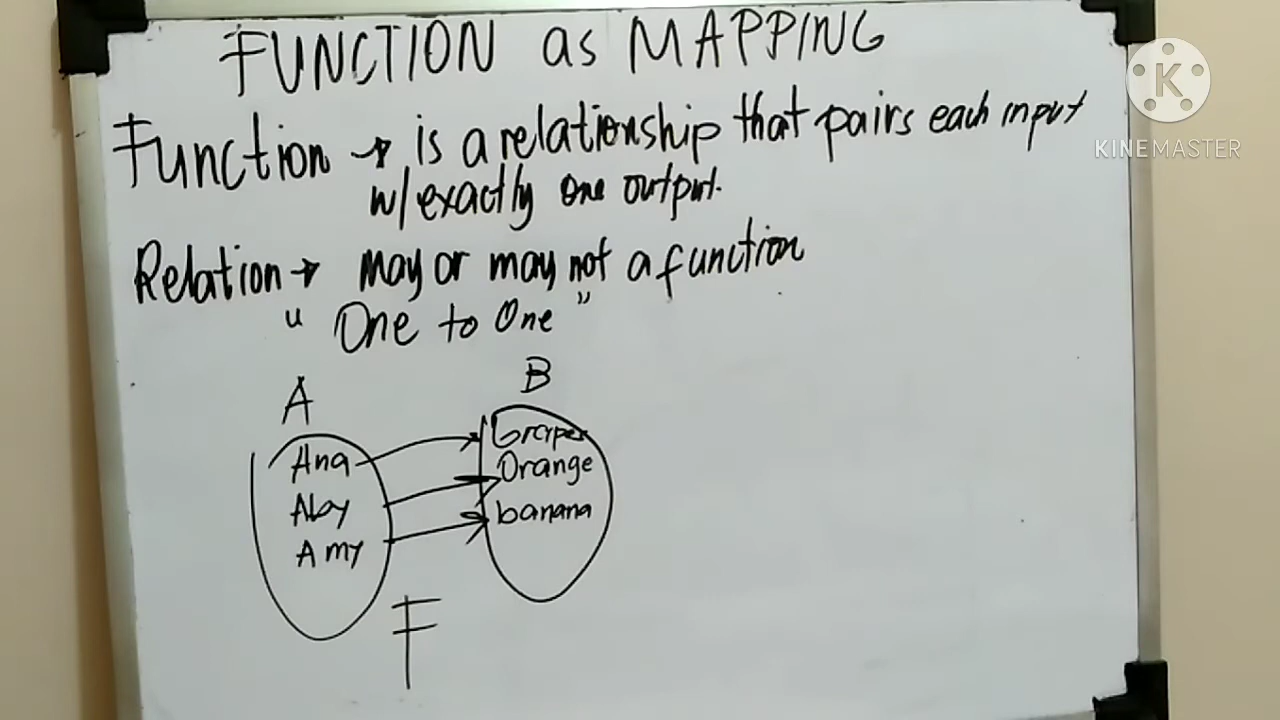 FUNCTION as MAPPING
Function → is a relationship that pairs each input
w/ exactly one output.
Relation → may or may not a function
" One to One "
A
B
Ana
Aby
Amy
Grapes
Orange
banana
F
K
KINEMASTER